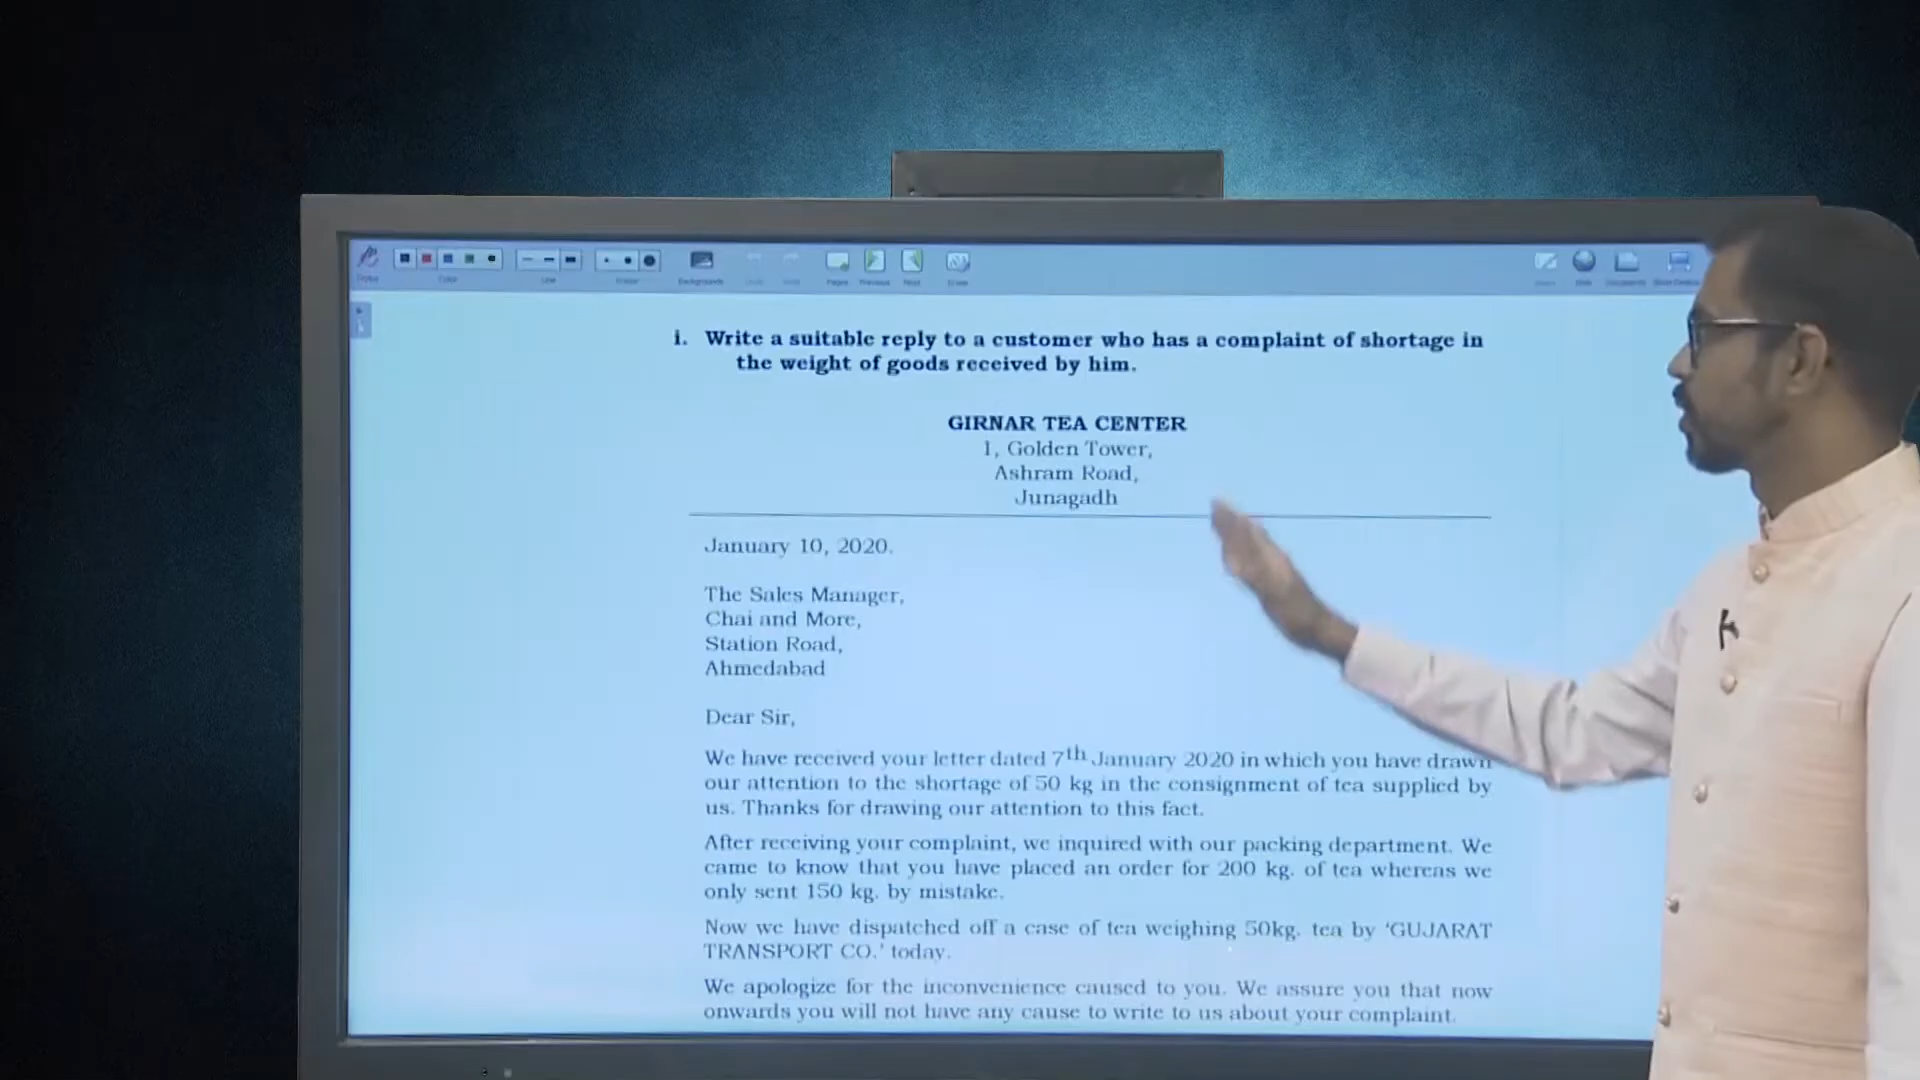 i. Write a suitable reply to a customer who has a complaint of shortage in
the weight of goods received by him.
GIRNAR TEA CENTER
1, Golden Tower,
Ashram Road,
Junagadh
January 10, 2020.
The Sales Manager,
Chai and More,
Station Road,
Ahmedabad
Dear Sir,
We have received your letter dated 7th January 2020 in which you have drawn
our attention to the shortage of 50 kg in the consignment of tea supplied by
us. Thanks for drawing our attention to this fact.
After receiving your complaint, we inquired with our packing department. We
came to know that you have placed an order for 200 kg. of tea whereas we
only sent 150 kg. by mistake.
Now we have dispatched off a case of tea weighing 50kg. tea by ‘GUJARAT
TRANSPORT CO.’ today.
We apologize for the inconvenience caused to you. We assure you that now
onwards you will not have any cause to write to us about your complaint.